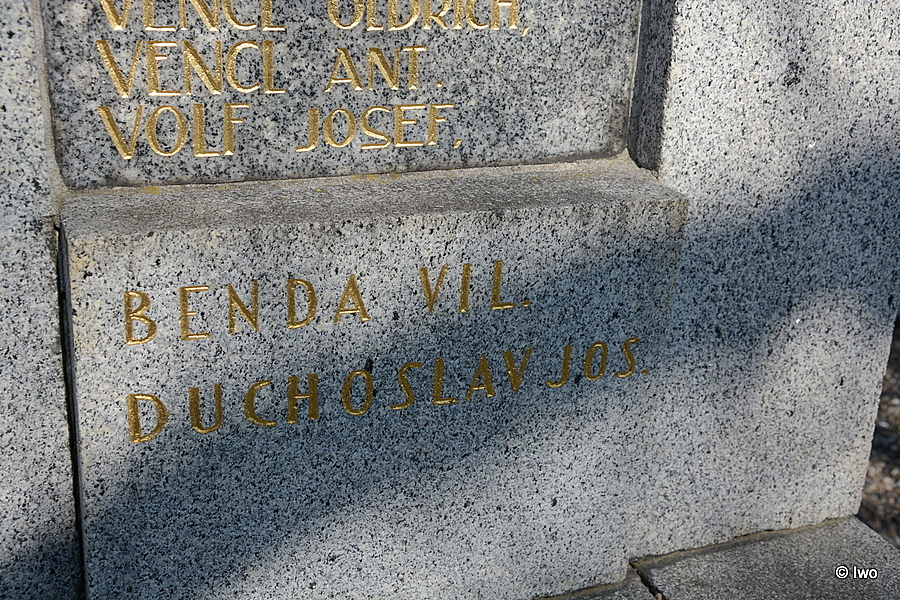 VENCL OLDŘICH,
VENCL ANT.
VOLF JOSEF,
BENDA VIL.
DUCHOSLAV JOS.
© Iwo